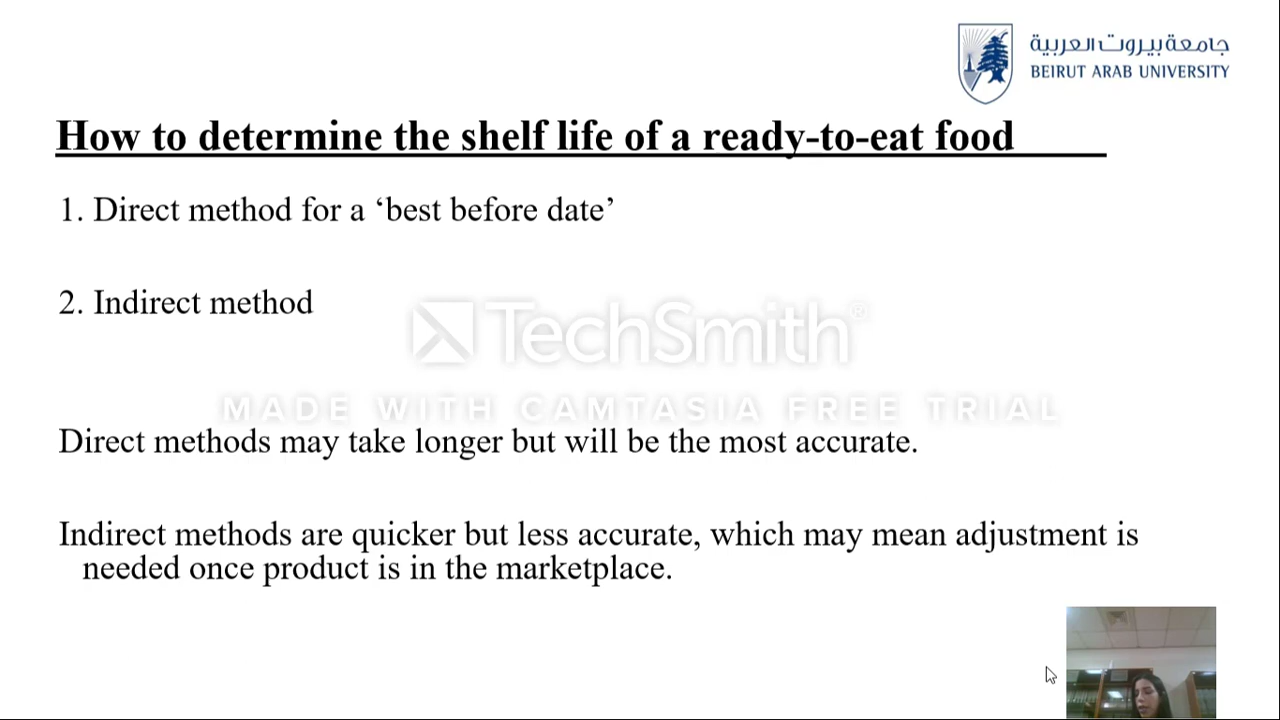 جامعة بيروت العربية
BEIRUT ARAB UNIVERSITY
How to determine the shelf life of a ready-to-eat food
1. Direct method for a ‘best before date’
2. Indirect method
TechSmith®
MADE WITH CAMTASIA FREE TRIAL
Direct methods may take longer but will be the most accurate.
Indirect methods are quicker but less accurate, which may mean adjustment is
needed once product is in the marketplace.